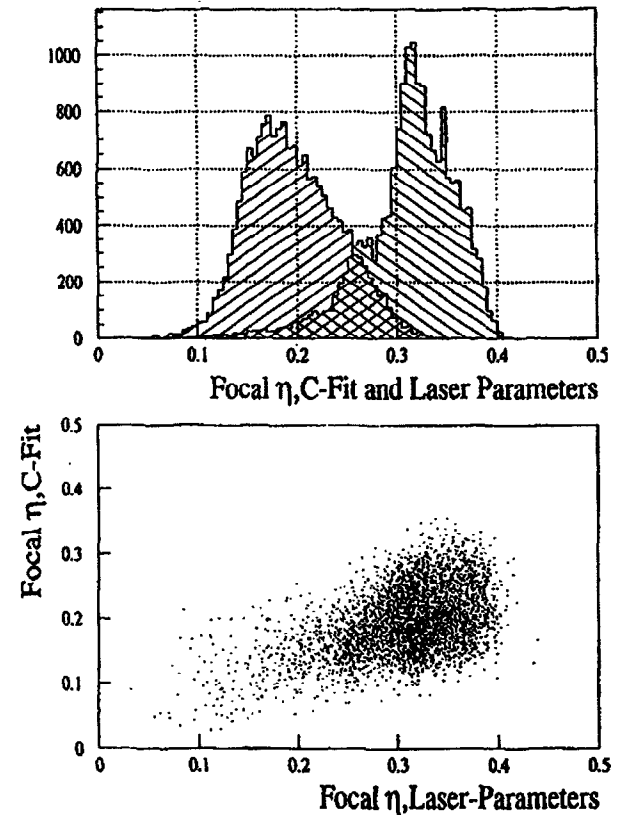 1000
800
600
400
200
0
0 0.1 0.2 0.3 0.4 0.5
Focal η,C-Fit and Laser Parameters
Focal η,C-Fit
0.5
0.4
0.3
0.2
0.1
0
0 0.1 0.2 0.3 0.4 0.5
Focal η,Laser-Parameters